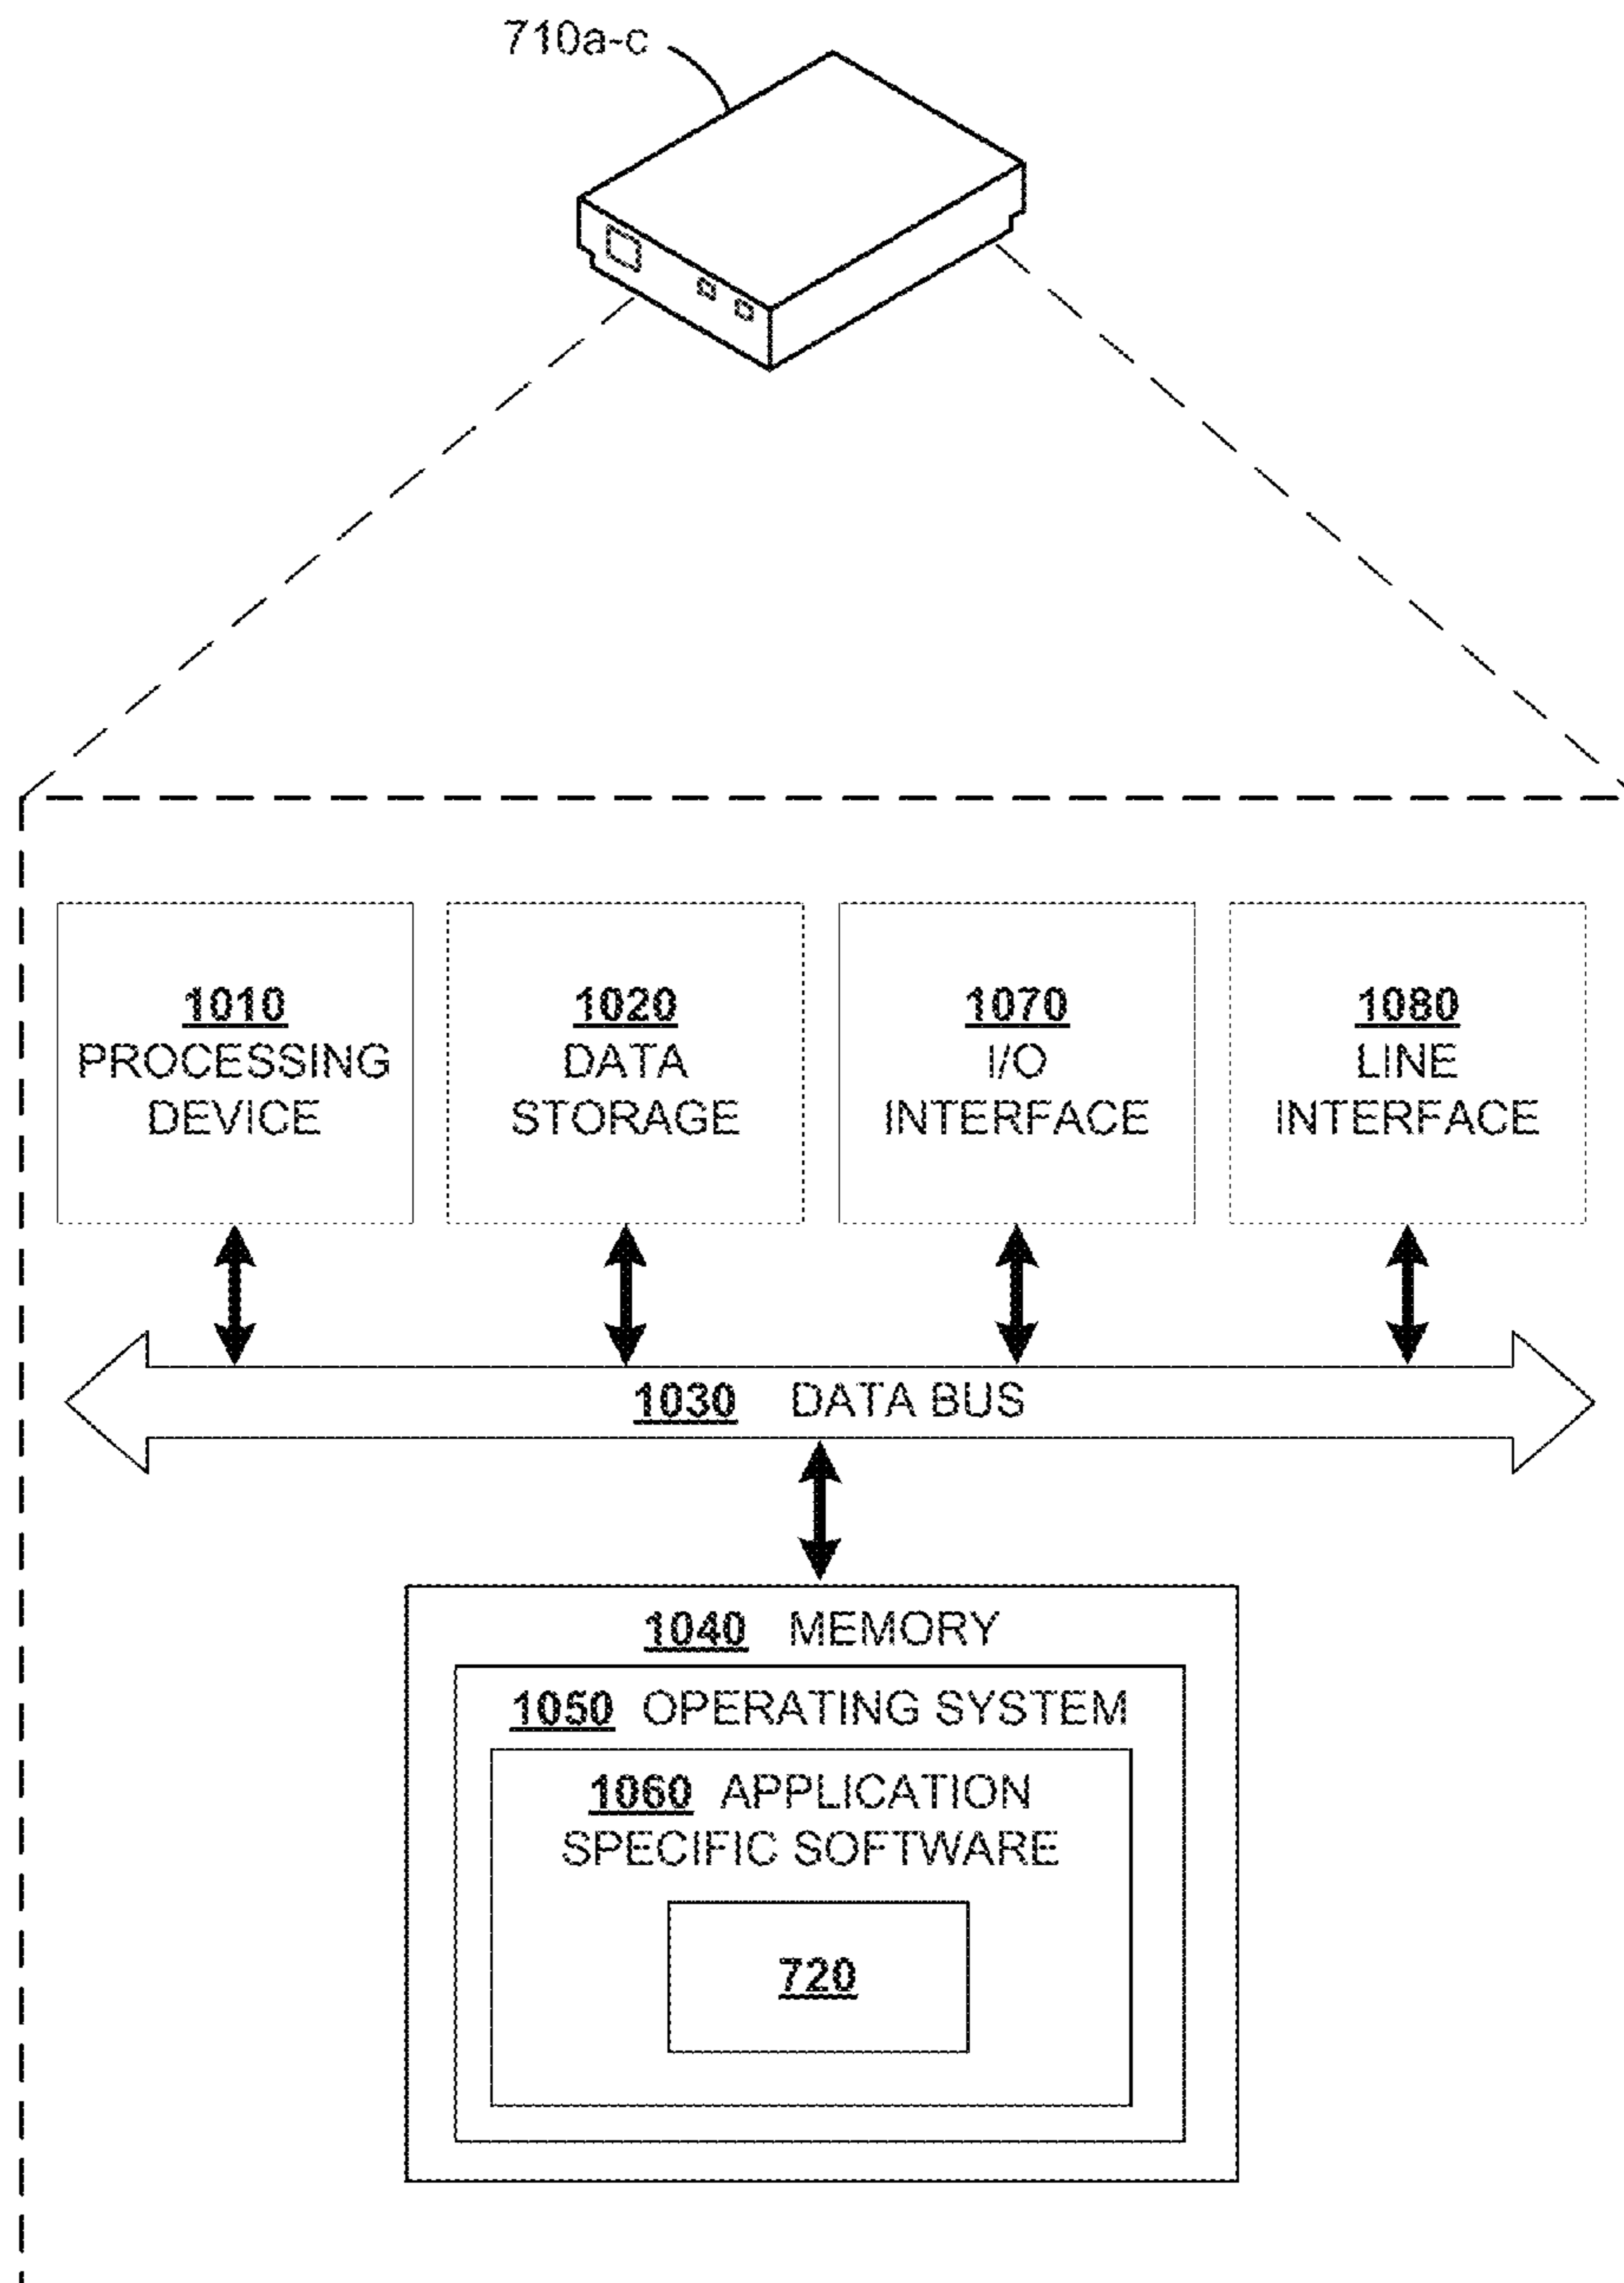 710a-c
1010
PROCESSING
DEVICE
1020
DATA
STORAGE
1070
I/O
INTERFACE
1080
LINE
INTERFACE
1030 DATA BUS
1040 MEMORY
1050 OPERATING SYSTEM
1060 APPLICATION
SPECIFIC SOFTWARE
720